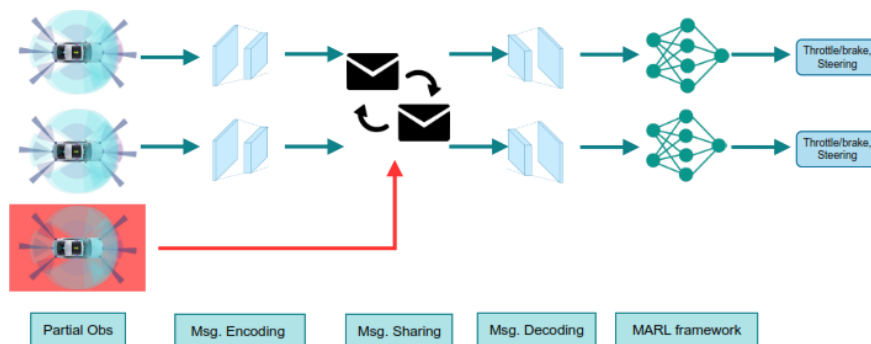 Throttle/brake,
Steering
Throttle/brake,
Steering
Partial Obs
Msg. Encoding
Msg. Sharing
Msg. Decoding
MARL framework